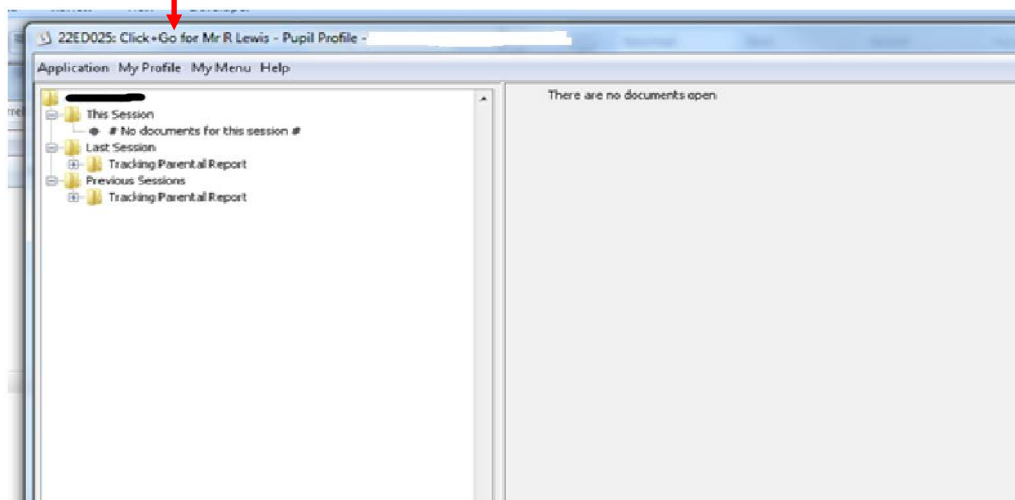 22ED025: Click+Go for Mr R Lewis - Pupil Profile -
Application My Profile My Menu Help
This Session
# No documents for this session #
Last Session
Tracking Parental Report
Previous Sessions
Tracking Parental Report
There are no documents open